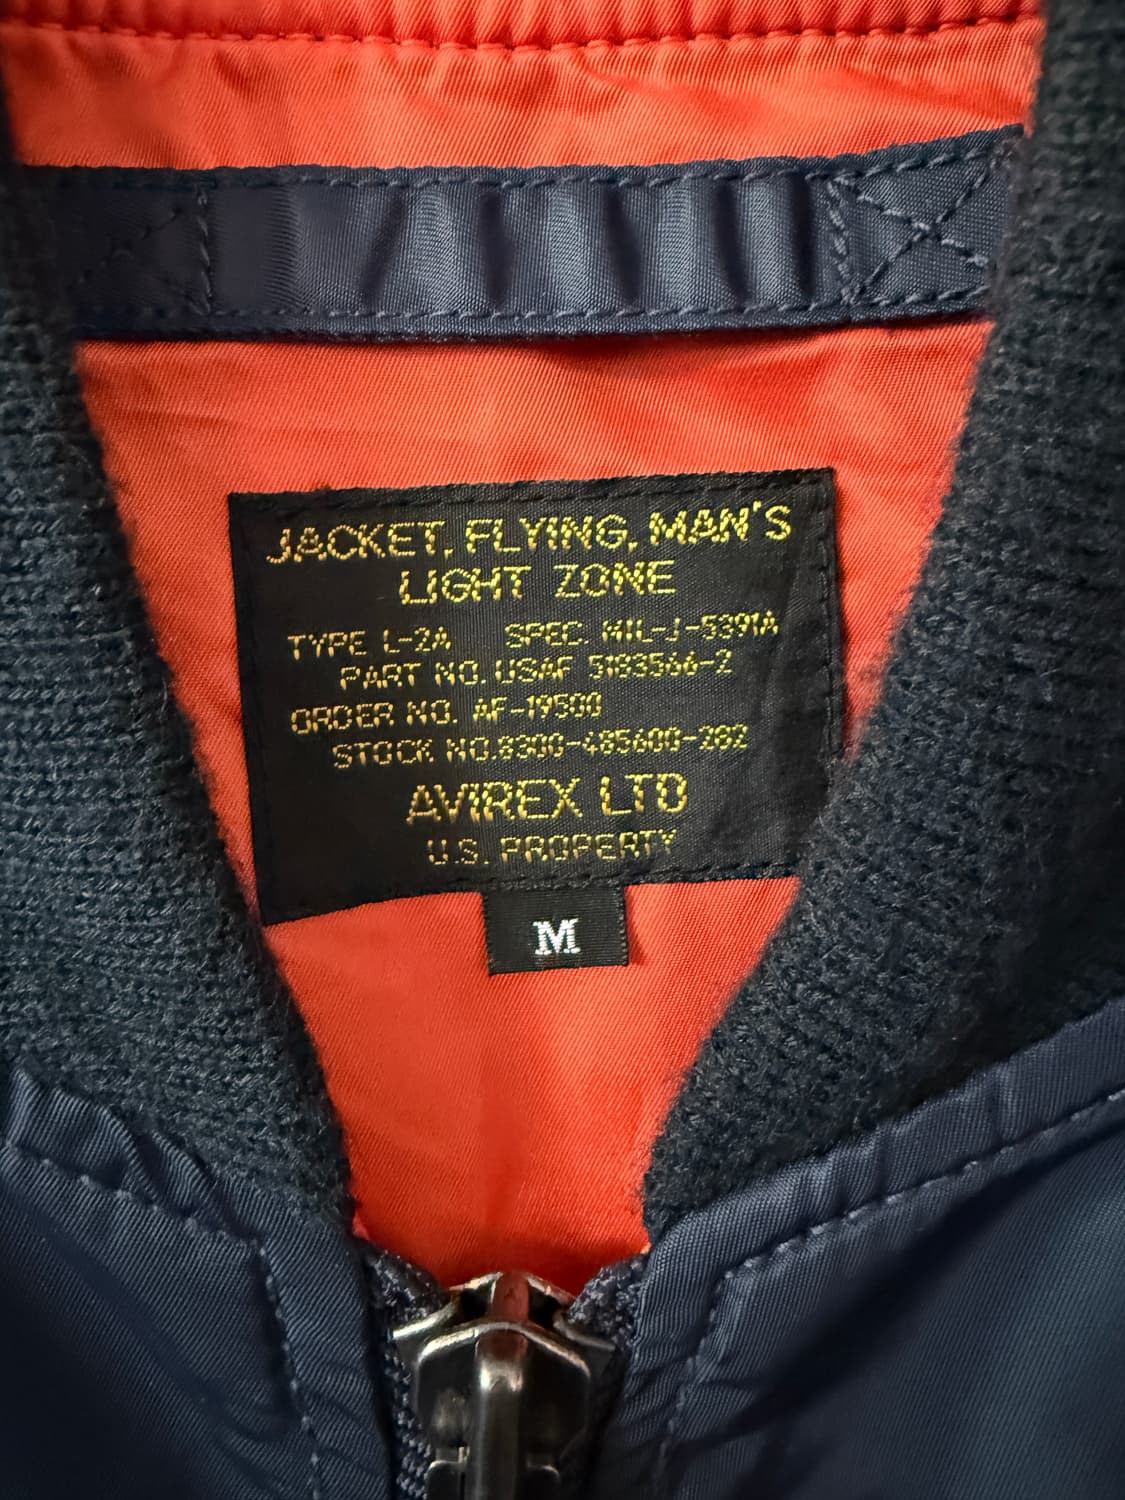 JACKET, FLYING, MAN'S
LIGHT ZONE
TYPE L-2A SPEC. MIL-J-5391A
PART NO. USAF 5183566-2
ORDER NO. AF-19500
STOCK NO.8300-485600-282
AVIREX LTD
U.S. PROPERTY
M